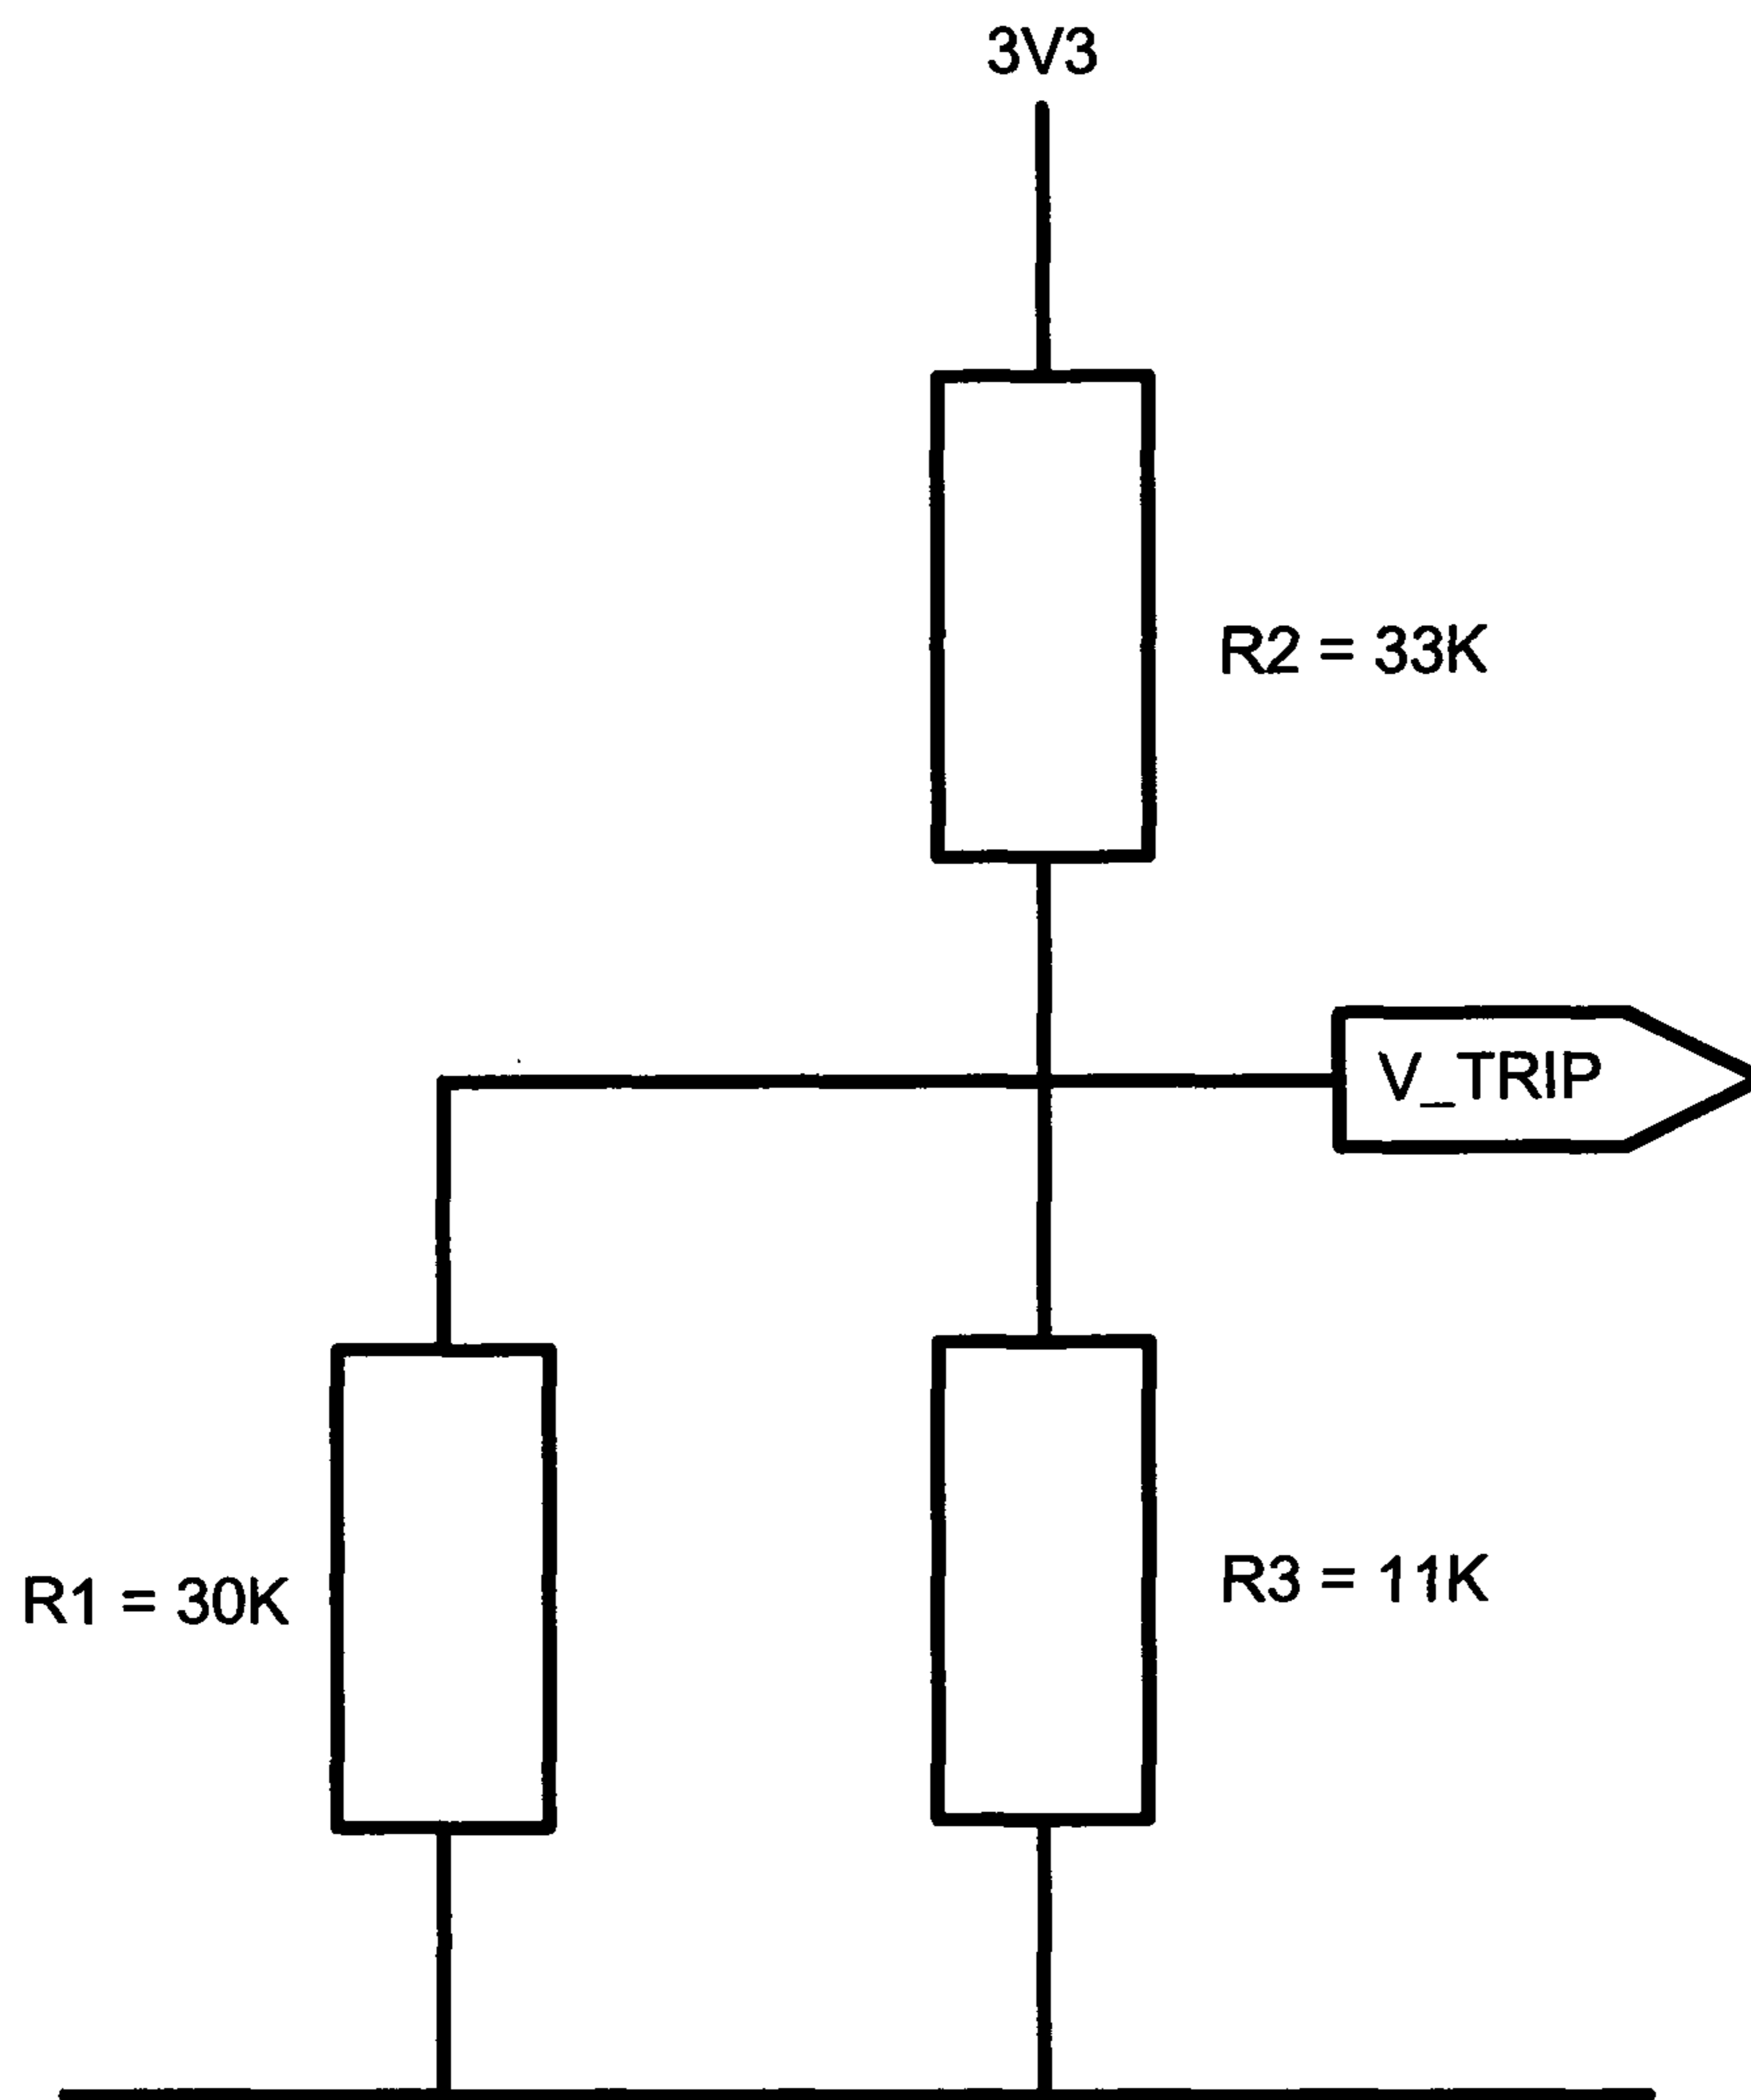 3V3
R2 = 33K
V_TRIP
R1 = 30K
R3 = 11K